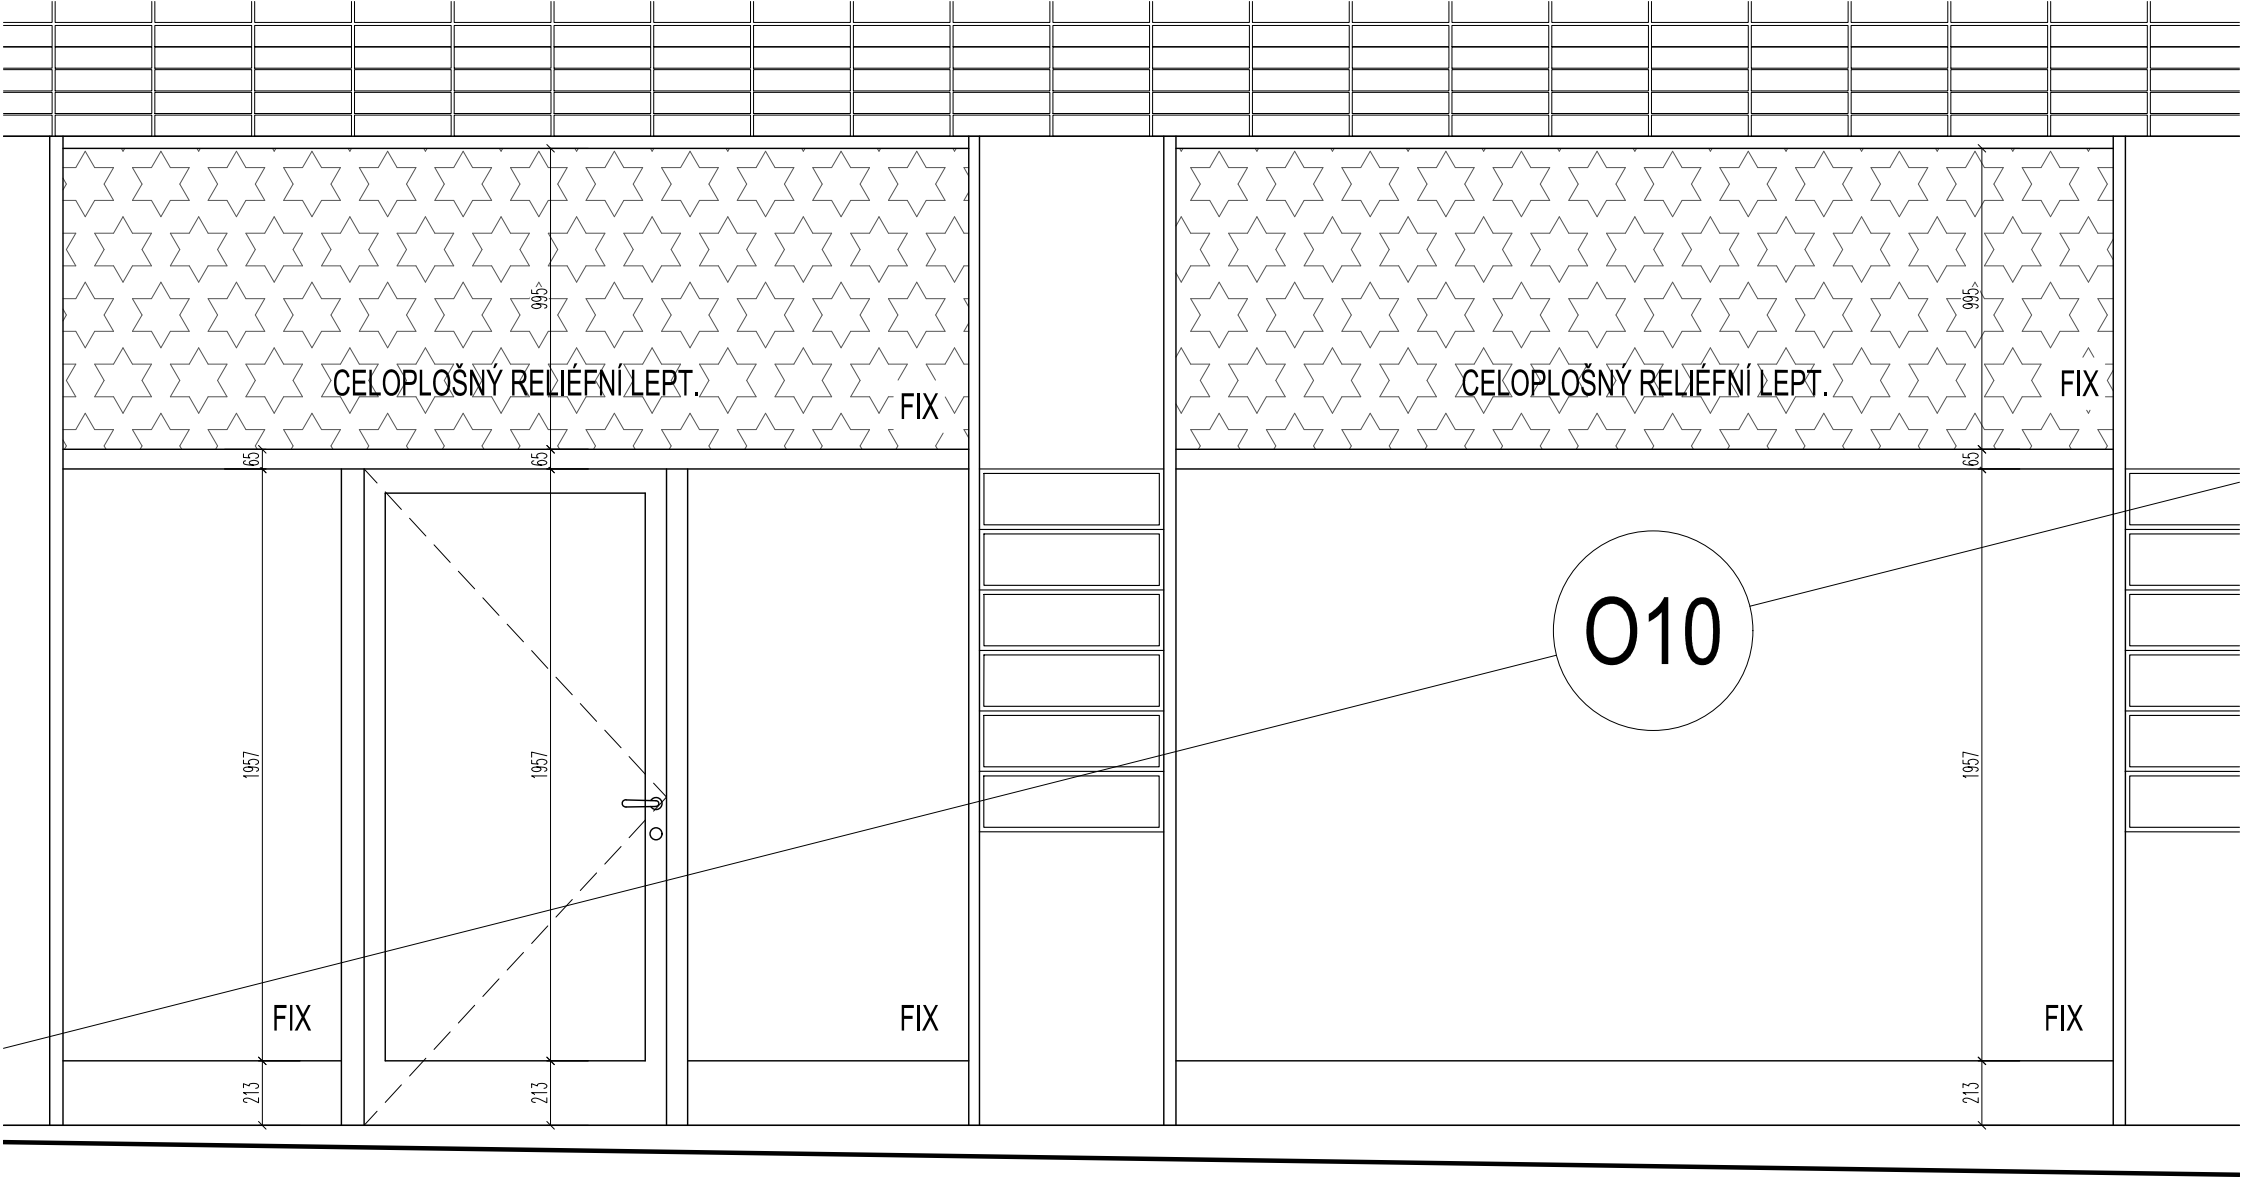 995>
995>
CELOPLOŠNÝ RELIÉFNÍ LEPT.
FIX
CELOPLOŠNÝ RELIÉFNÍ LEPT.
FIX
65
65
65
O10
1957
1957
1957
FIX
FIX
FIX
213
213
213